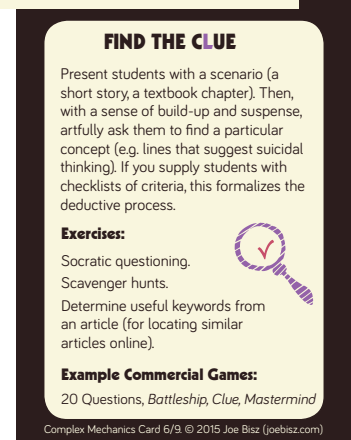 FIND THE CLUE
Present students with a scenario (a
short story, a textbook chapter). Then,
with a sense of build-up and suspense,
artfully ask them to find a particular
concept (e.g. lines that suggest suicidal
thinking). If you supply students with
checklists of criteria, this formalizes the
deductive process.
Exercises:
Socratic questioning.
Scavenger hunts.
Determine useful keywords from
an article (for locating similar
articles online).
Example Commercial Games:
20 Questions, Battleship, Clue, Mastermind
Complex Mechanics Card 6/9. © 2015 Joe Bisz (joebisz.com)